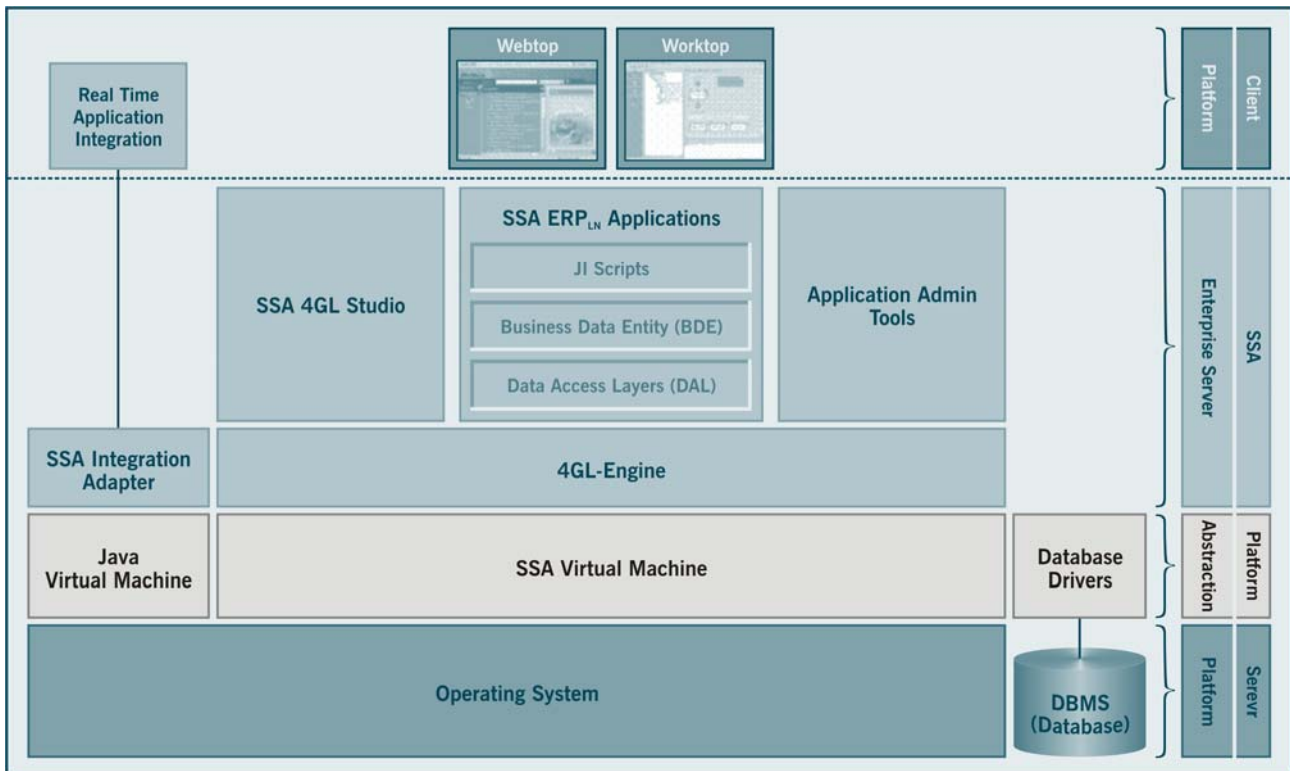 Webtop
Worktop
Real Time
Application
Integration
Client
Platform
SSA 4GL Studio
SSA ERPLN Applications
JI Scripts
Business Data Entity (BDE)
Data Access Layers (DAL)
Application Admin
Tools
SSA
Enterprise Server
SSA Integration
Adapter
4GL-Engine
Java
Virtual Machine
SSA Virtual Machine
Database
Drivers
Platform
Abstraction
Operating System
DBMS
(Database)
Serevr
Platform